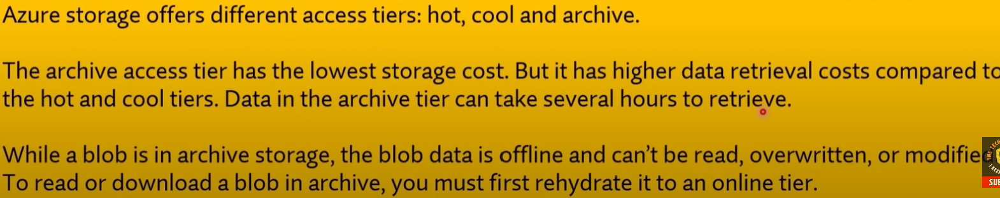 Azure storage offers different access tiers: hot, cool and archive.
The archive access tier has the lowest storage cost. But it has higher data retrieval costs compared to
the hot and cool tiers. Data in the archive tier can take several hours to retrieve.
While a blob is in archive storage, the blob data is offline and can’t be read, overwritten, or modified
To read or download a blob in archive, you must first rehydrate it to an online tier.